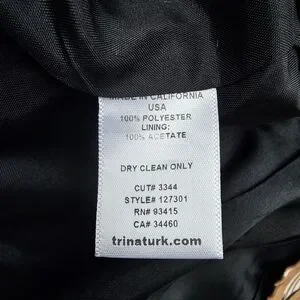 MADE IN CALIFORNIA
USA
100% POLYESTER
LINING:
100% ACETATE
DRY CLEAN ONLY
CUT# 3344
STYLE# 127301
RN# 93415
CA# 34460
trinaturk.com